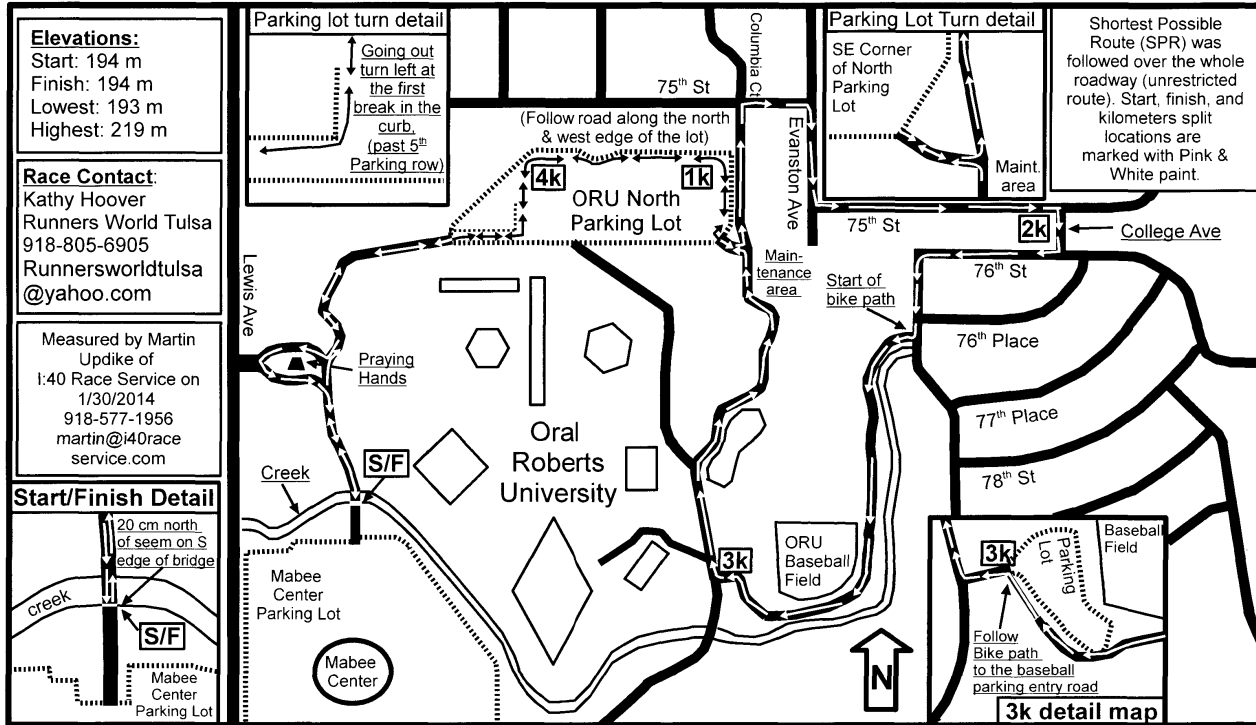 Elevations:
Start: 194 m
Finish: 194 m
Lowest: 193 m
Highest: 219 m
Race Contact:
Kathy Hoover
Runners World Tulsa
918-805-6905
Runnersworldtulsa
@yahoo.com
Measured by Martin
Updike of
I:40 Race Service on
1/30/2014
918-577-1956
martin@i40race
service.com
Start/Finish Detail
20 cm north
of seem on S
edge of bridge
creek
S/F
Mabee
Center
Parking Lot
Parking lot turn detail
Going out
turn left at
the first
break in the
curb,
(past 5th
Parking row)
75th St
Columbia Ct
(Follow road along the north
& west edge of the lot)
4k
1k
ORU North
Parking Lot
Evanston Ave
Parking Lot Turn detail
SE Corner
of North
Parking
Lot
Maint.
area
Shortest Possible
Route (SPR) was
followed over the whole
roadway (unrestricted
route). Start, finish, and
kilometers split
locations are
marked with Pink &
White paint.
75th St
2k
College Ave
76th St
Lewis Ave
Main-
tenance
area
Start of
bike path
76th Place
Praying
Hands
77th Place
Oral
Roberts
University
78th St
S/F
Creek
Mabee
Center
Parking Lot
Mabee
Center
3k
ORU
Baseball
Field
N
3k
Parking
Lot
Baseball
Field
Follow
Bike path
to the baseball
parking entry road
3k detail map